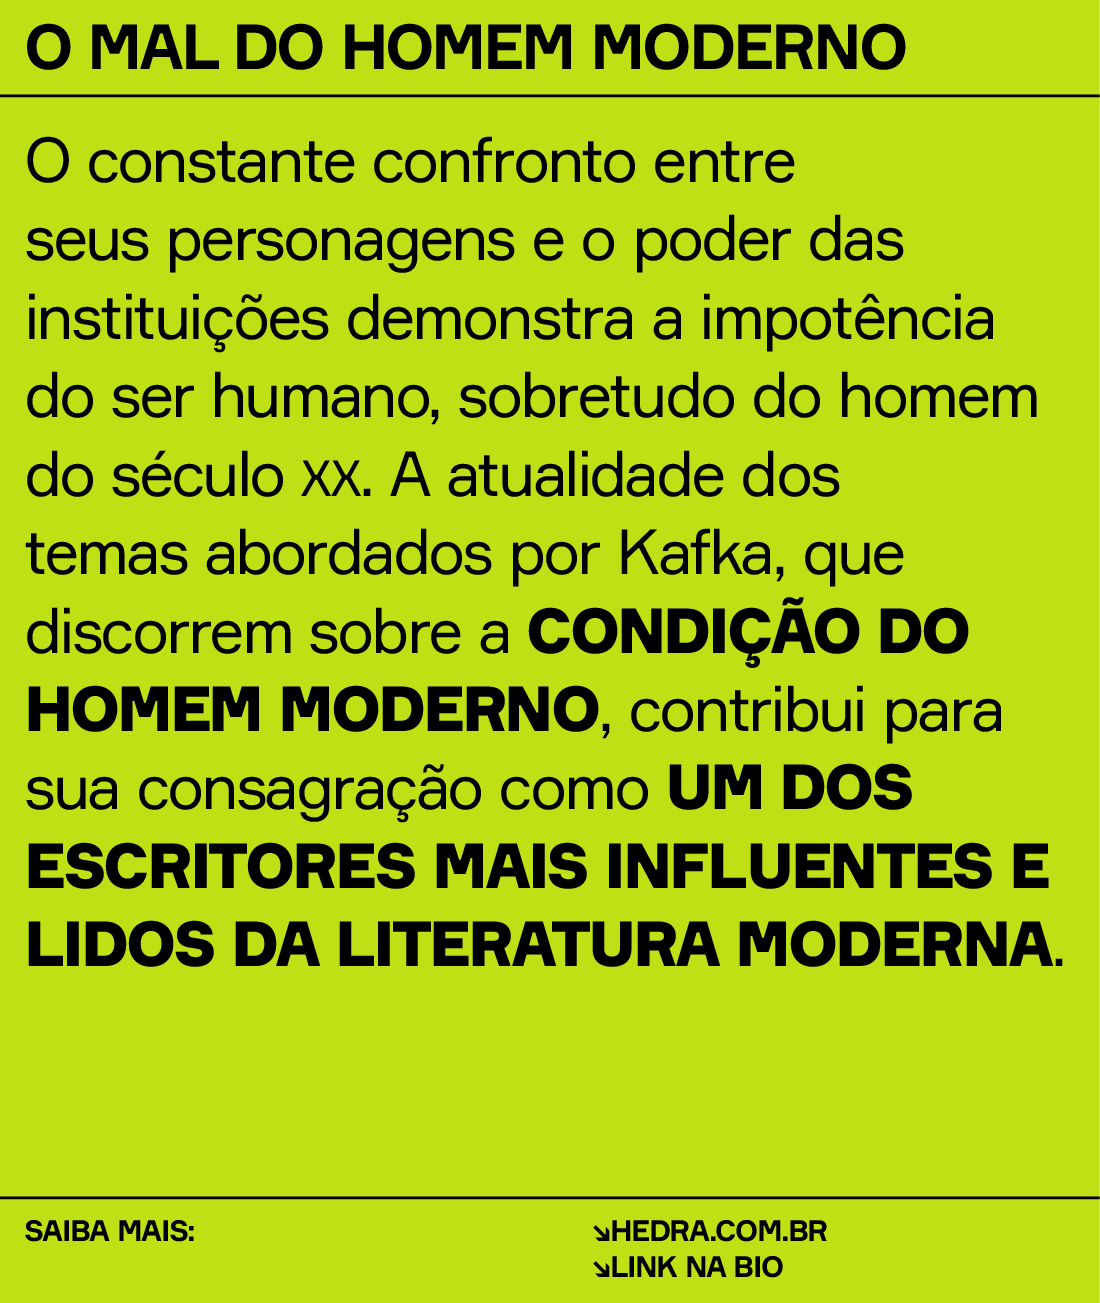 O MAL DO HOMEM MODERNO
O constante confronto entre
seus personagens e o poder das
instituições demonstra a impotência
do ser humano, sobretudo do homem
do século XX. A atualidade dos
temas abordados por Kafka, que
discorrem sobre a CONDIÇÃO DO
HOMEM MODERNO, contribui para
sua consagração como UM DOS
ESCRITORES MAIS INFLUENTES E
LIDOS DA LITERATURA MODERNA.
SAIBA MAIS:
↘HEDRA.COM.BR
↘LINK NA BIO